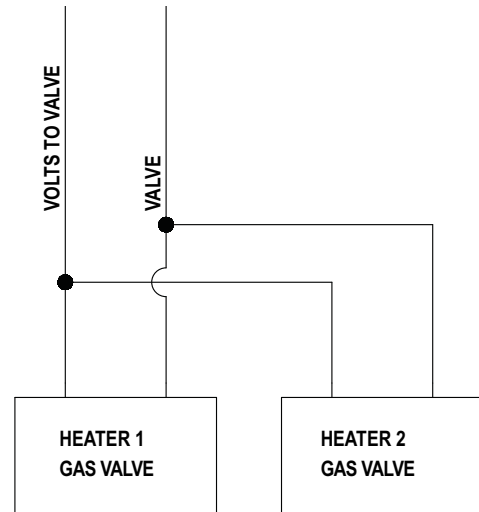 VOLTS TO VALVE
VALVE
HEATER 1
GAS VALVE
HEATER 2
GAS VALVE